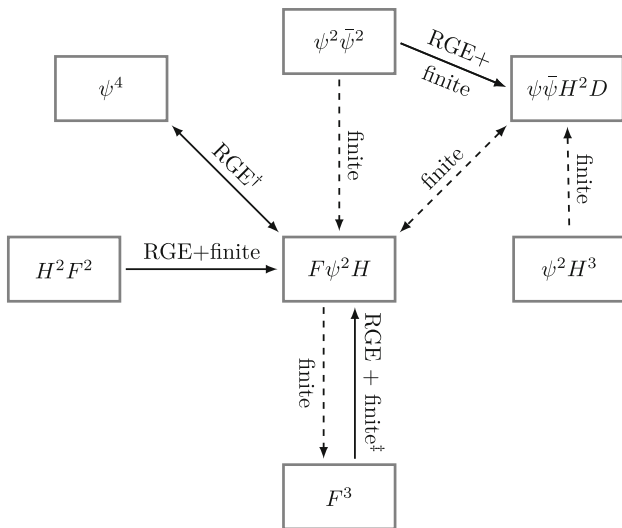 ψ²ψ̄²
RGE+
finite
ψ⁴
ψψ̄H²D
RGE†
finite
finite
finite
H²F²
RGE+finite
Fψ²H
ψ²H³
finite
RGE + finite‡
F³